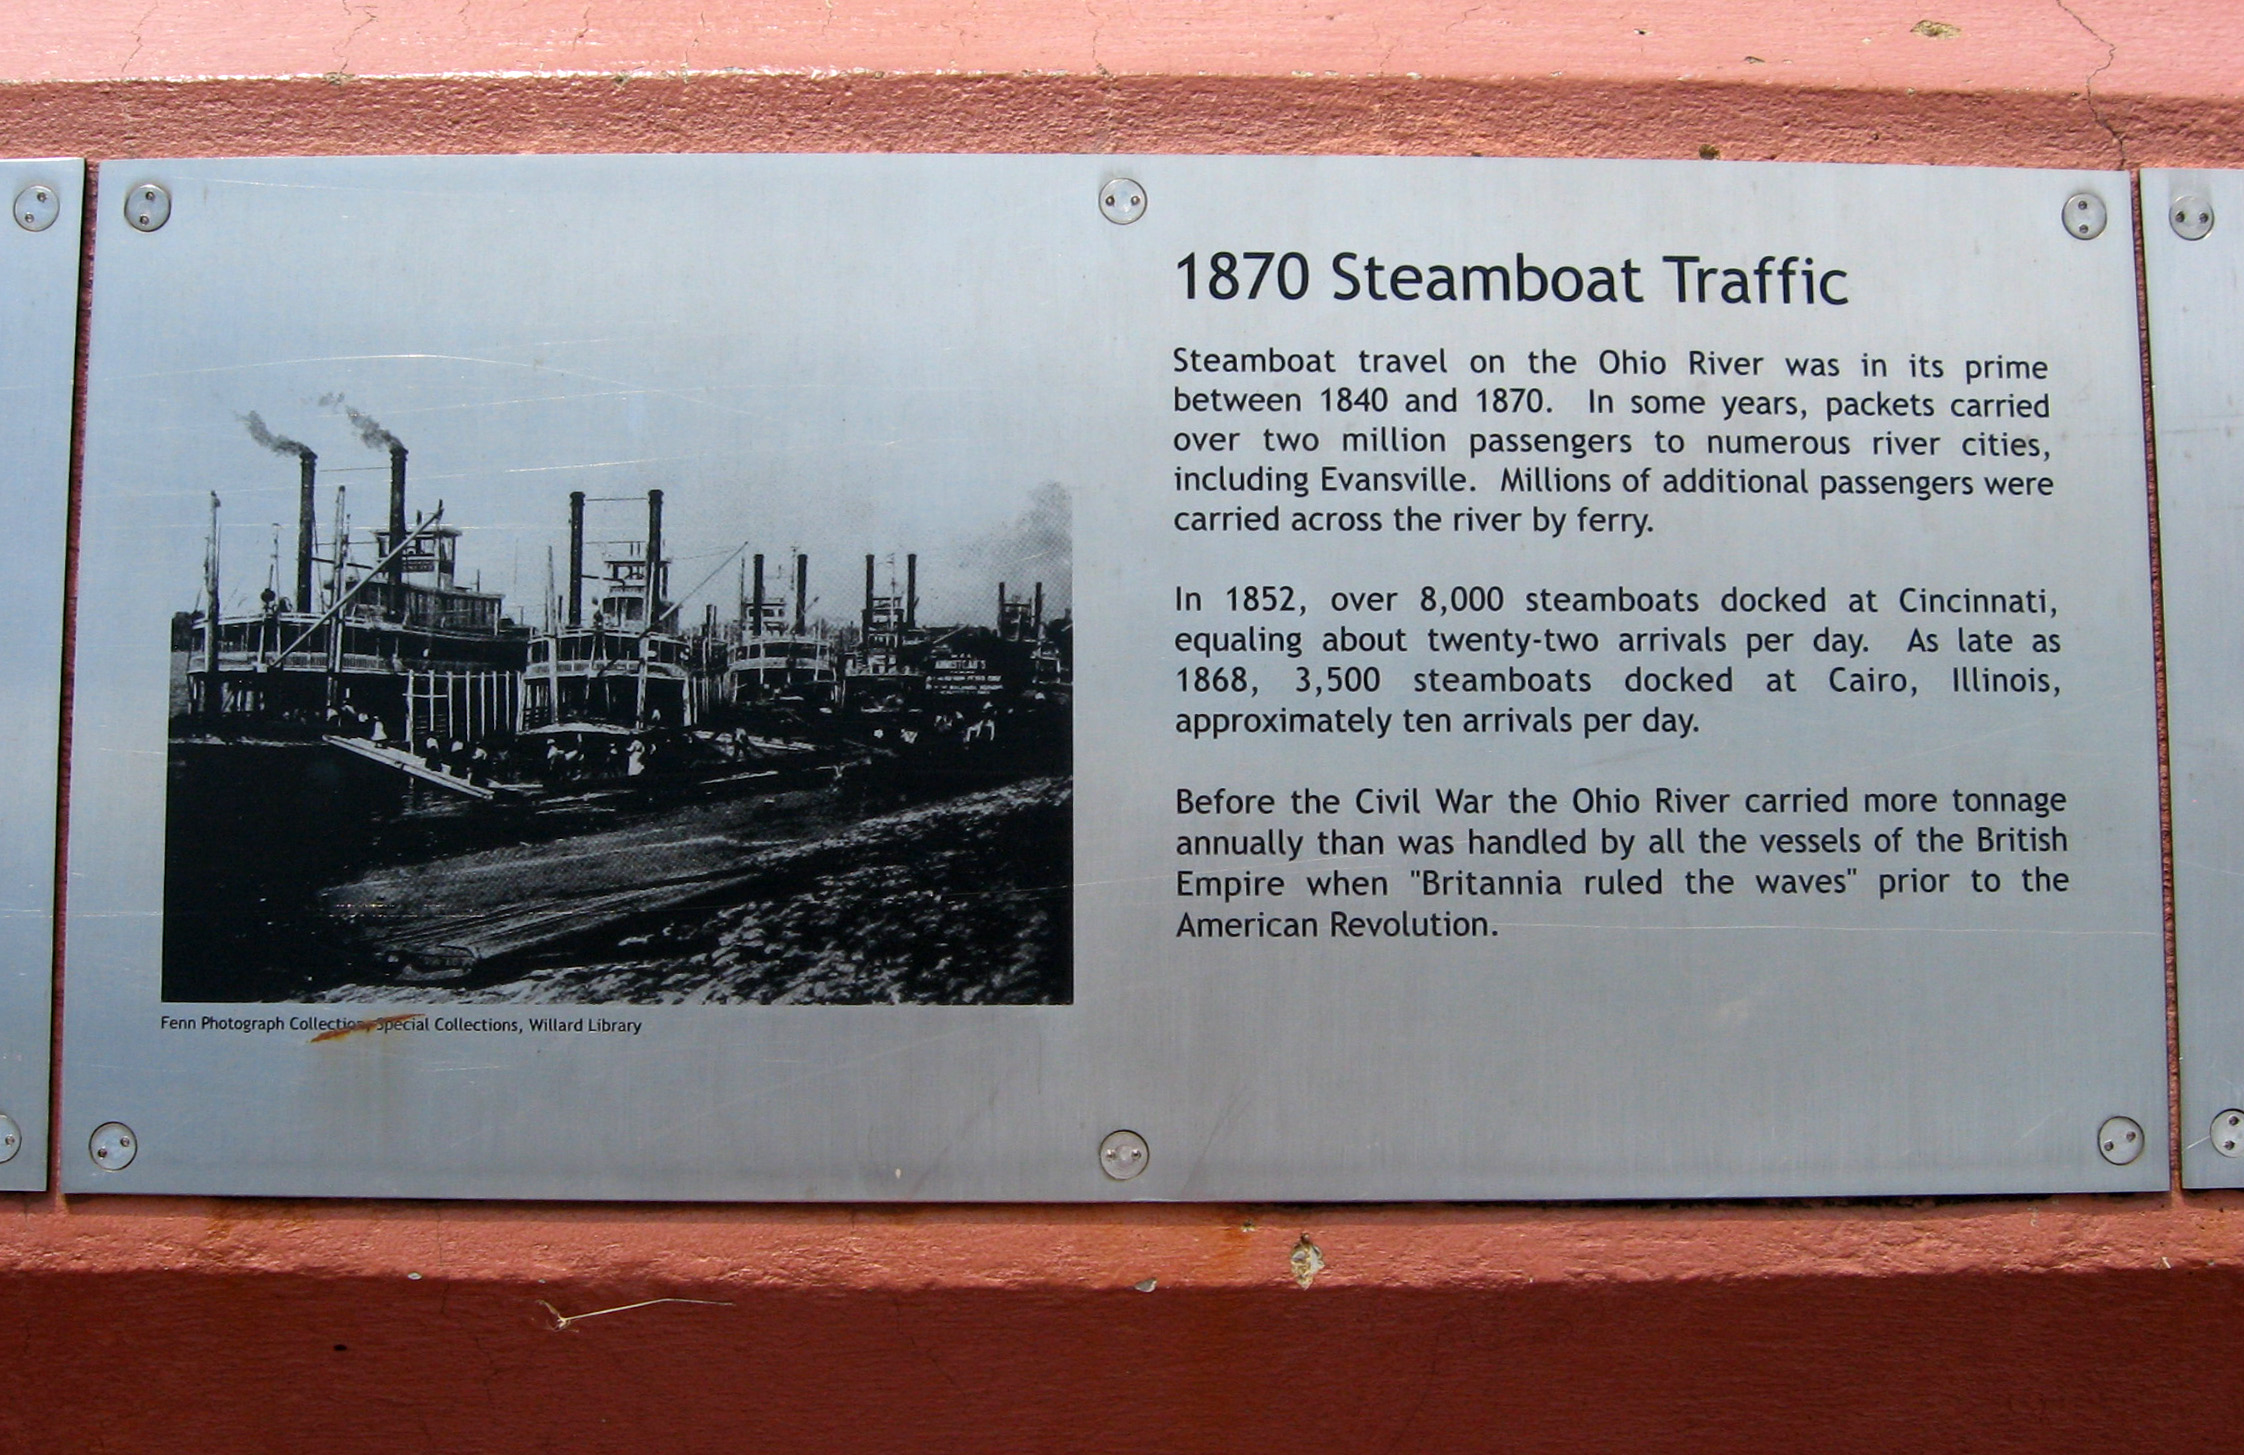 1870 Steamboat Traffic
Steamboat travel on the Ohio River was in its prime
between 1840 and 1870. In some years, packets carried
over two million passengers to numerous river cities,
including Evansville. Millions of additional passengers were
carried across the river by ferry.
In 1852, over 8,000 steamboats docked at Cincinnati,
equaling about twenty-two arrivals per day. As late as
1868, 3,500 steamboats docked at Cairo, Illinois,
approximately ten arrivals per day.
Before the Civil War the Ohio River carried more tonnage
annually than was handled by all the vessels of the British
Empire when "Britannia ruled the waves" prior to the
American Revolution.
ARMSTEAD'S
Fenn Photograph Collection, Special Collections, Willard Library